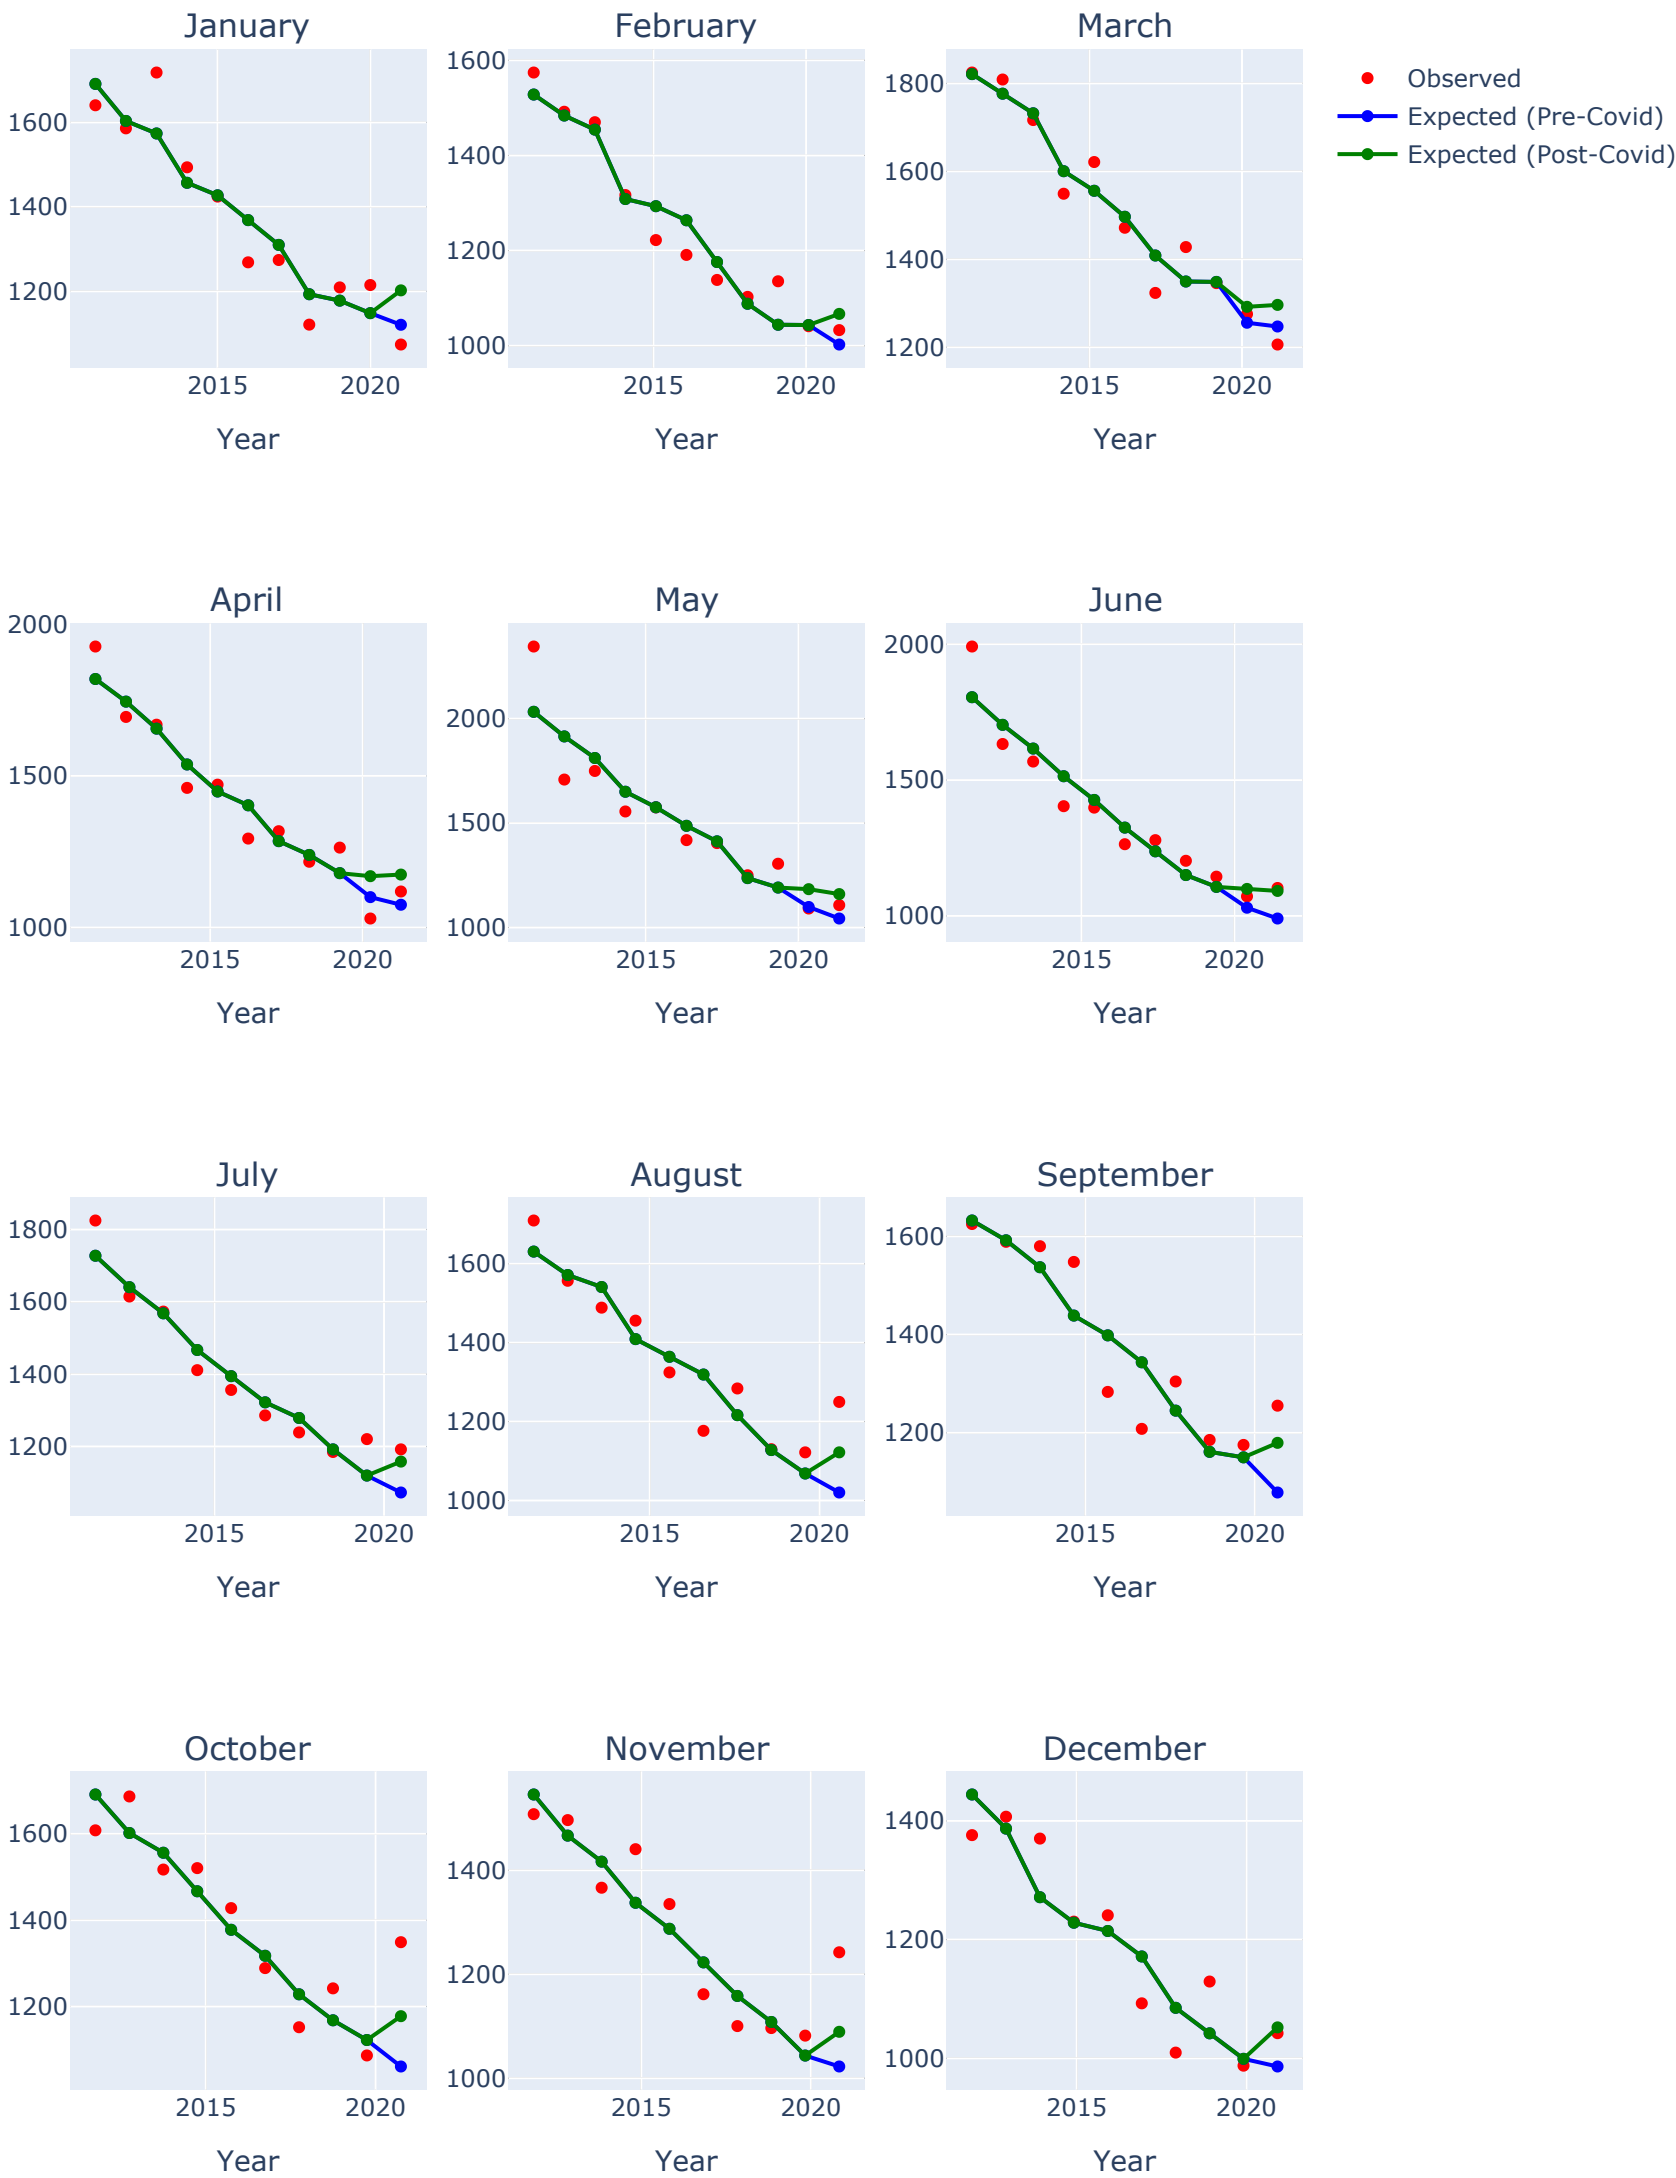 January February March
Observed
Expected (Pre-Covid)
Expected (Post-Covid)
1600
1400
1200
1600
1400
1200
1000
1800
1600
1400
1200
2015 2020 2015 2020 2015 2020
Year Year Year
April May June
2000
1500
1000
2000
1500
1000
2000
1500
1000
2015 2020 2015 2020 2015 2020
Year Year Year
July August September
1800
1600
1400
1200
1600
1400
1200
1000
1600
1400
1200
2015 2020 2015 2020 2015 2020
Year Year Year
October November December
1600
1400
1200
1400
1200
1000
1400
1200
1000
2015 2020 2015 2020 2015 2020
Year Year Year